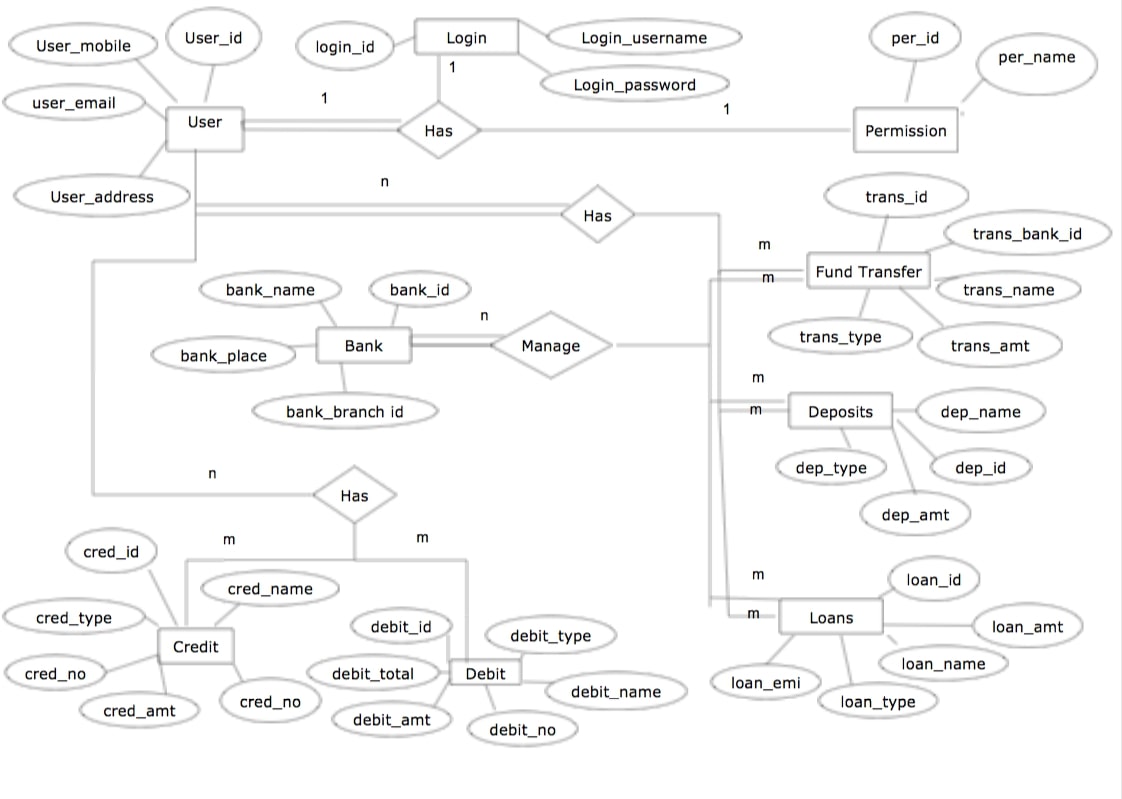 User_mobile
User_id
login_id
Login
Login_username
per_id
per_name
user_email
1
1
Login_password
1
User
Has
Permission
User_address
n
Has
trans_id
trans_bank_id
m
m
Fund Transfer
trans_name
bank_name
bank_id
n
trans_type
trans_amt
bank_place
Bank
Manage
bank_branch id
m
m
Deposits
dep_name
dep_type
dep_id
dep_amt
n
Has
m
m
cred_id
cred_name
m
loan_id
cred_type
debit_id
debit_type
m
Loans
loan_amt
Credit
cred_no
debit_total
Debit
debit_name
loan_emi
loan_name
cred_amt
cred_no
debit_amt
debit_no
loan_type